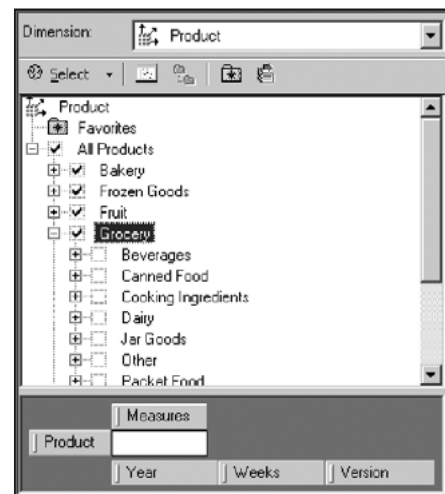 Dimension: Product
Select
Product
Favorites
All Products
Bakery
Frozen Goods
Fruit
Grocery
Beverages
Canned Food
Cooking Ingredients
Dairy
Jar Goods
Other
Packet Food
Measures
Product
Year Weeks Version